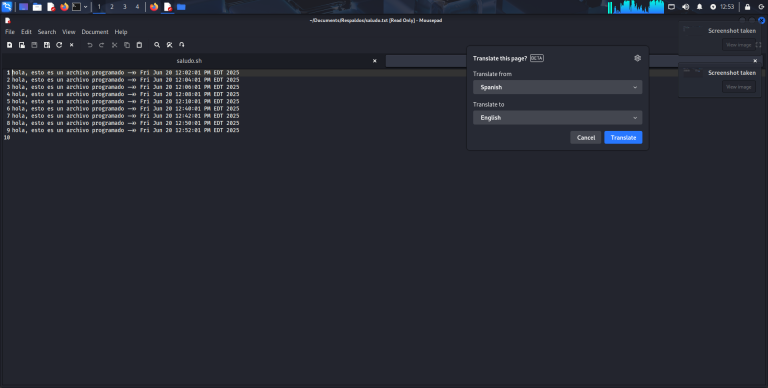 1 2 3 4
12:53
~/Documents/Respaldos/saludo.txt [Read Only] - Mousepad
File Edit Search View Document Help
saludo.sh
1 hola, esto es un archivo programado —» Fri Jun 20 12:02:01 PM EDT 2025
2 hola, esto es un archivo programado —» Fri Jun 20 12:04:01 PM EDT 2025
3 hola, esto es un archivo programado —» Fri Jun 20 12:06:01 PM EDT 2025
4 hola, esto es un archivo programado —» Fri Jun 20 12:08:01 PM EDT 2025
5 hola, esto es un archivo programado —» Fri Jun 20 12:10:01 PM EDT 2025
6 hola, esto es un archivo programado —» Fri Jun 20 12:40:01 PM EDT 2025
7 hola, esto es un archivo programado —» Fri Jun 20 12:42:01 PM EDT 2025
8 hola, esto es un archivo programado —» Fri Jun 20 12:50:01 PM EDT 2025
9 hola, esto es un archivo programado —» Fri Jun 20 12:52:01 PM EDT 2025
10
Translate this page? BETA
Translate from
Spanish
Translate to
English
Cancel Translate
Screenshot taken
View image
Screenshot taken
View image